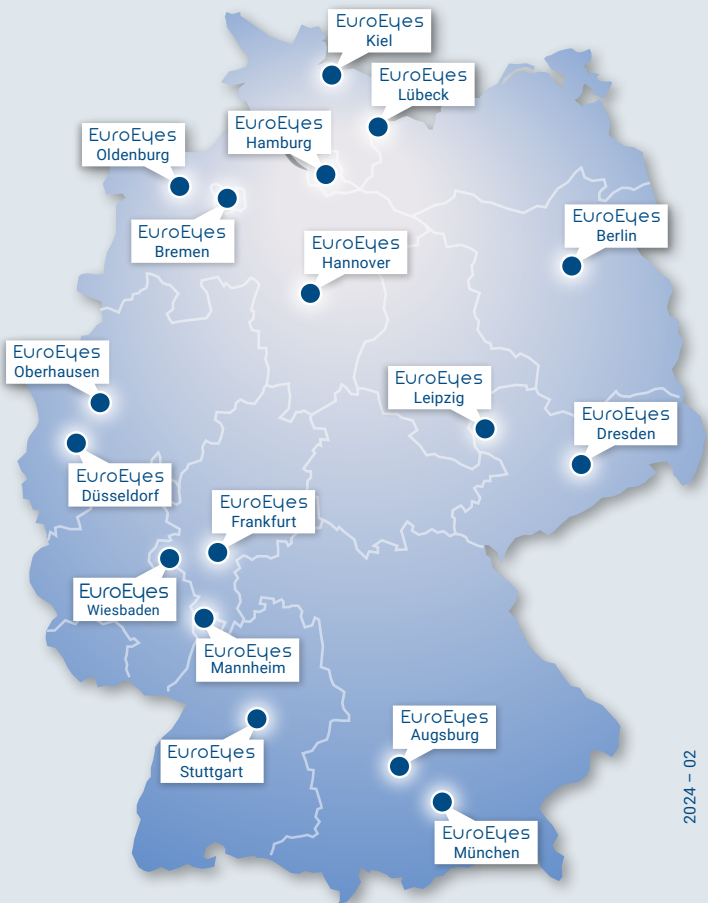 EuroEyes
Kiel
EuroEyes
Lübeck
EuroEyes
Hamburg
EuroEyes
Oldenburg
EuroEyes
Bremen
EuroEyes
Berlin
EuroEyes
Hannover
EuroEyes
Oberhausen
EuroEyes
Leipzig
EuroEyes
Dresden
EuroEyes
Düsseldorf
EuroEyes
Frankfurt
EuroEyes
Wiesbaden
EuroEyes
Mannheim
EuroEyes
Augsburg
EuroEyes
Stuttgart
EuroEyes
München
2024 – 02